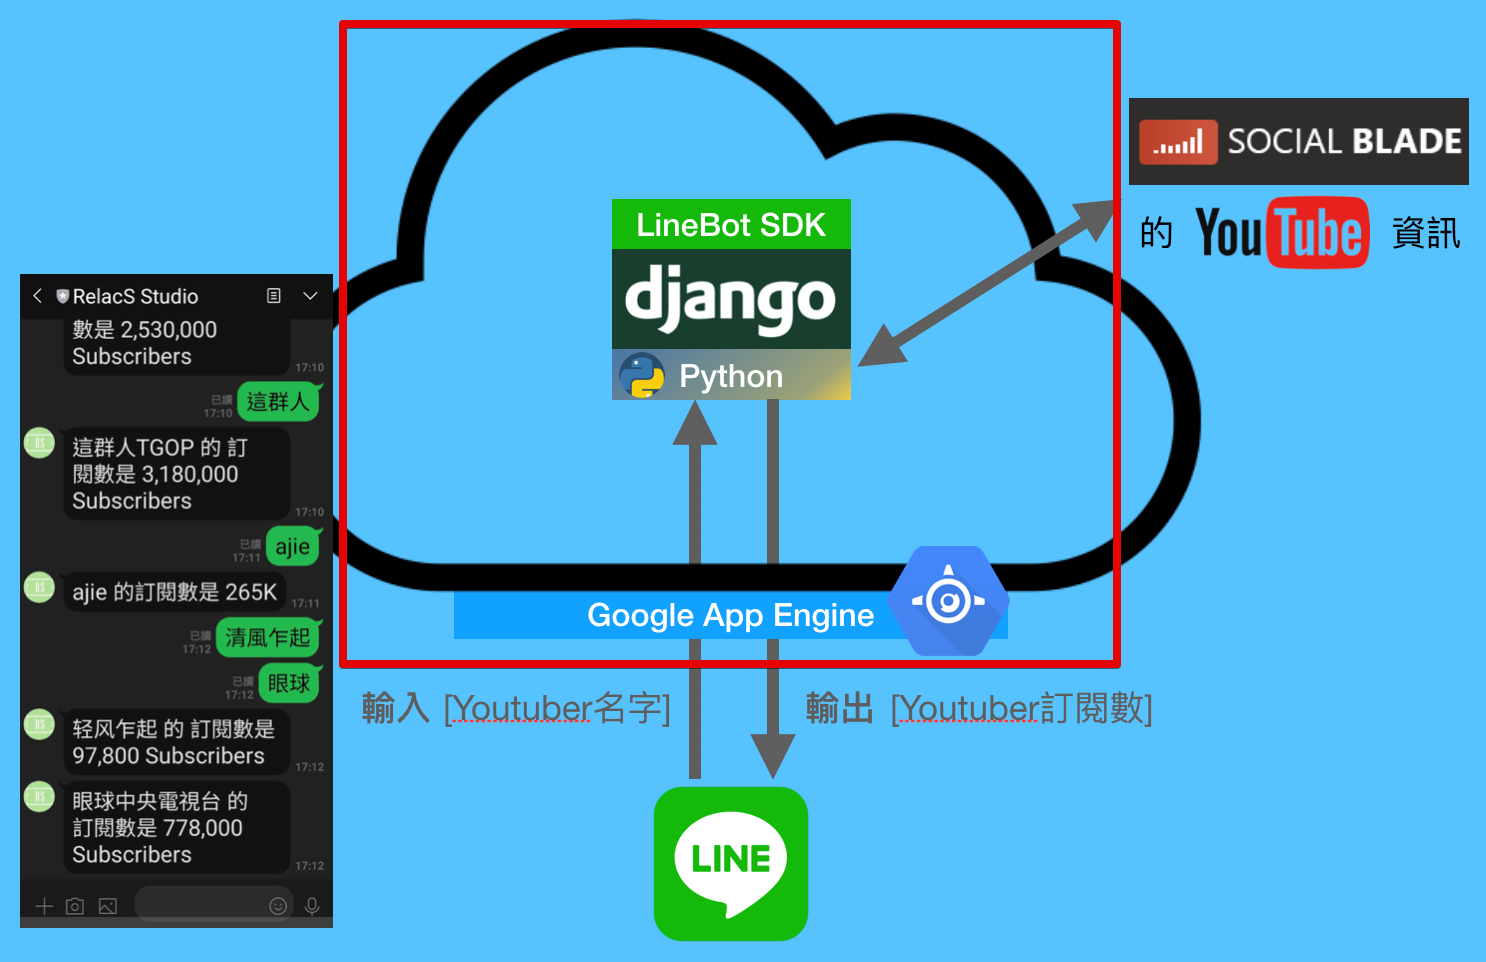 RelacS Studio
數是 2,530,000
Subscribers
17:10
已讀
17:10
這群人
這群人TGOP 的 訂
閱數是 3,180,000
Subscribers
17:10
已讀
17:11
ajie
ajie 的訂閱數是 265K
17:11
已讀
17:12
清風乍起
已讀
17:12
眼球
轻风乍起 的 訂閱數是
97,800 Subscribers
17:12
眼球中央電視台 的
訂閱數是 778,000
Subscribers
17:12
LineBot SDK
django
Python
Google App Engine
SOCIAL BLADE
的 YouTube 資訊
輸入 [Youtuber名字]
輸出 [Youtuber訂閱數]
LINE